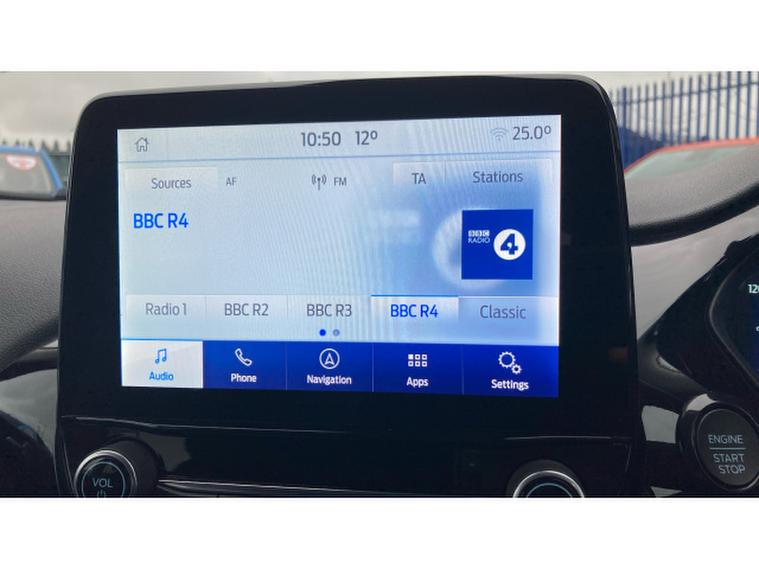 10:50 12° 25.0°
Sources AF FM TA Stations
BBC R4
BBC RADIO 4
Radio 1 BBC R2 BBC R3 BBC R4 Classic
Audio Phone Navigation Apps Settings
VOL
ENGINE
START
STOP